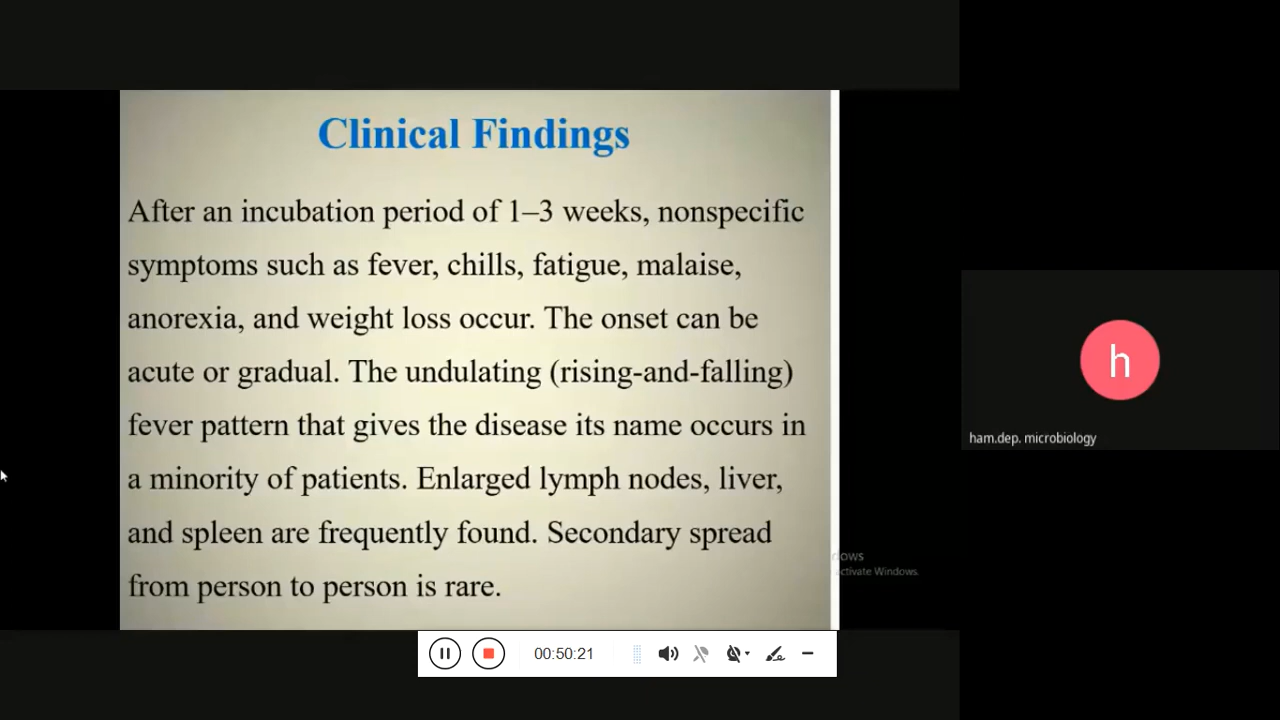 Clinical Findings
After an incubation period of 1–3 weeks, nonspecific
symptoms such as fever, chills, fatigue, malaise,
anorexia, and weight loss occur. The onset can be
acute or gradual. The undulating (rising-and-falling)
fever pattern that gives the disease its name occurs in
a minority of patients. Enlarged lymph nodes, liver,
and spleen are frequently found. Secondary spread
from person to person is rare.
h
ham.dep. microbiology
dows
activate Windows.
00:50:21